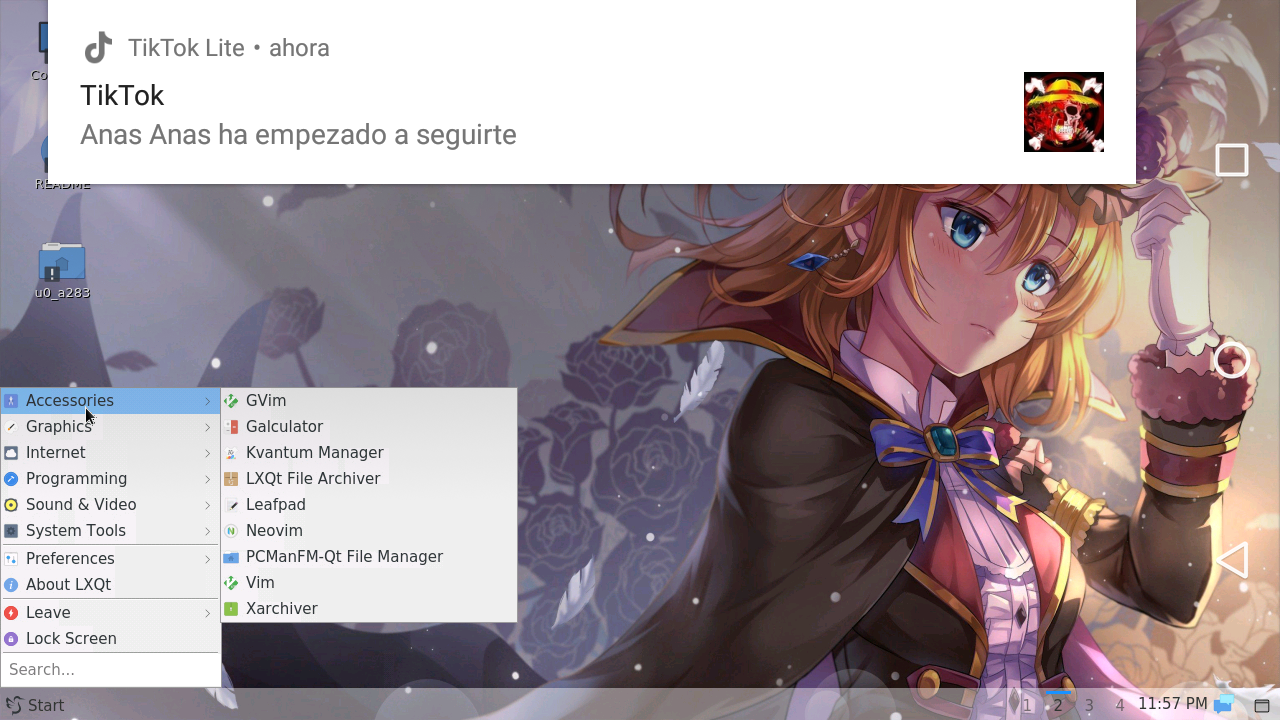 TikTok Lite • ahora
TikTok
Anas Anas ha empezado a seguirte
README
u0_a283
Accessories
Graphics
Internet
Programming
Sound & Video
System Tools
Preferences
About LXQt
Leave
Lock Screen
Search...
GVim
Galculator
Kvantum Manager
LXQt File Archiver
Leafpad
Neovim
PCManFM-Qt File Manager
Vim
Xarchiver
Start
1 2 3 4 11:57 PM